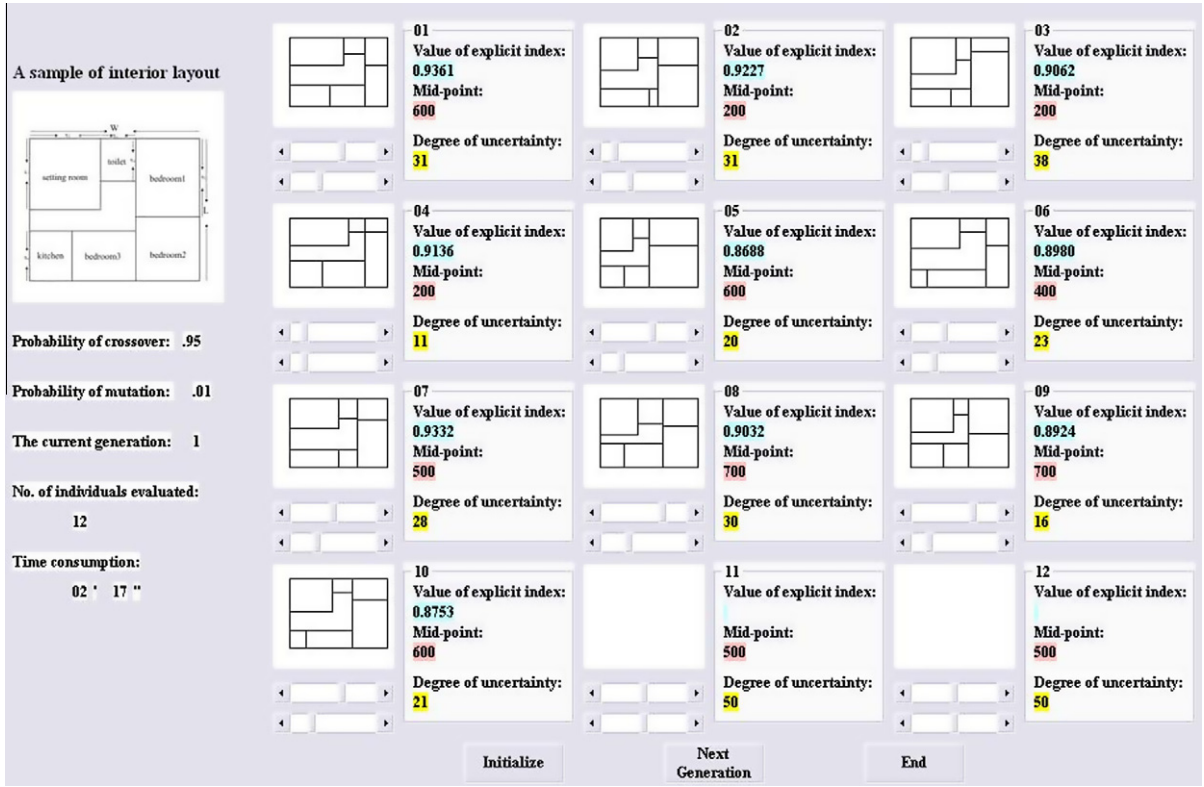 A sample of interior layout
W
toilet
setting room
bedroom1
L
kitchen
bedroom3
bedroom2
Probability of crossover: .95
Probability of mutation: .01
The current generation: 1
No. of individuals evaluated:
12
Time consumption:
02 ' 17 "
01
Value of explicit index:
0.9361
Mid-point:
600
Degree of uncertainty:
31
02
Value of explicit index:
0.9227
Mid-point:
200
Degree of uncertainty:
31
03
Value of explicit index:
0.9062
Mid-point:
200
Degree of uncertainty:
38
04
Value of explicit index:
0.9136
Mid-point:
200
Degree of uncertainty:
11
05
Value of explicit index:
0.8688
Mid-point:
600
Degree of uncertainty:
20
06
Value of explicit index:
0.8980
Mid-point:
400
Degree of uncertainty:
23
07
Value of explicit index:
0.9332
Mid-point:
500
Degree of uncertainty:
28
08
Value of explicit index:
0.9032
Mid-point:
700
Degree of uncertainty:
30
09
Value of explicit index:
0.8924
Mid-point:
700
Degree of uncertainty:
16
10
Value of explicit index:
0.8753
Mid-point:
600
Degree of uncertainty:
21
11
Value of explicit index:
Mid-point:
500
Degree of uncertainty:
50
12
Value of explicit index:
Mid-point:
500
Degree of uncertainty:
50
Initialize
Next
Generation
End